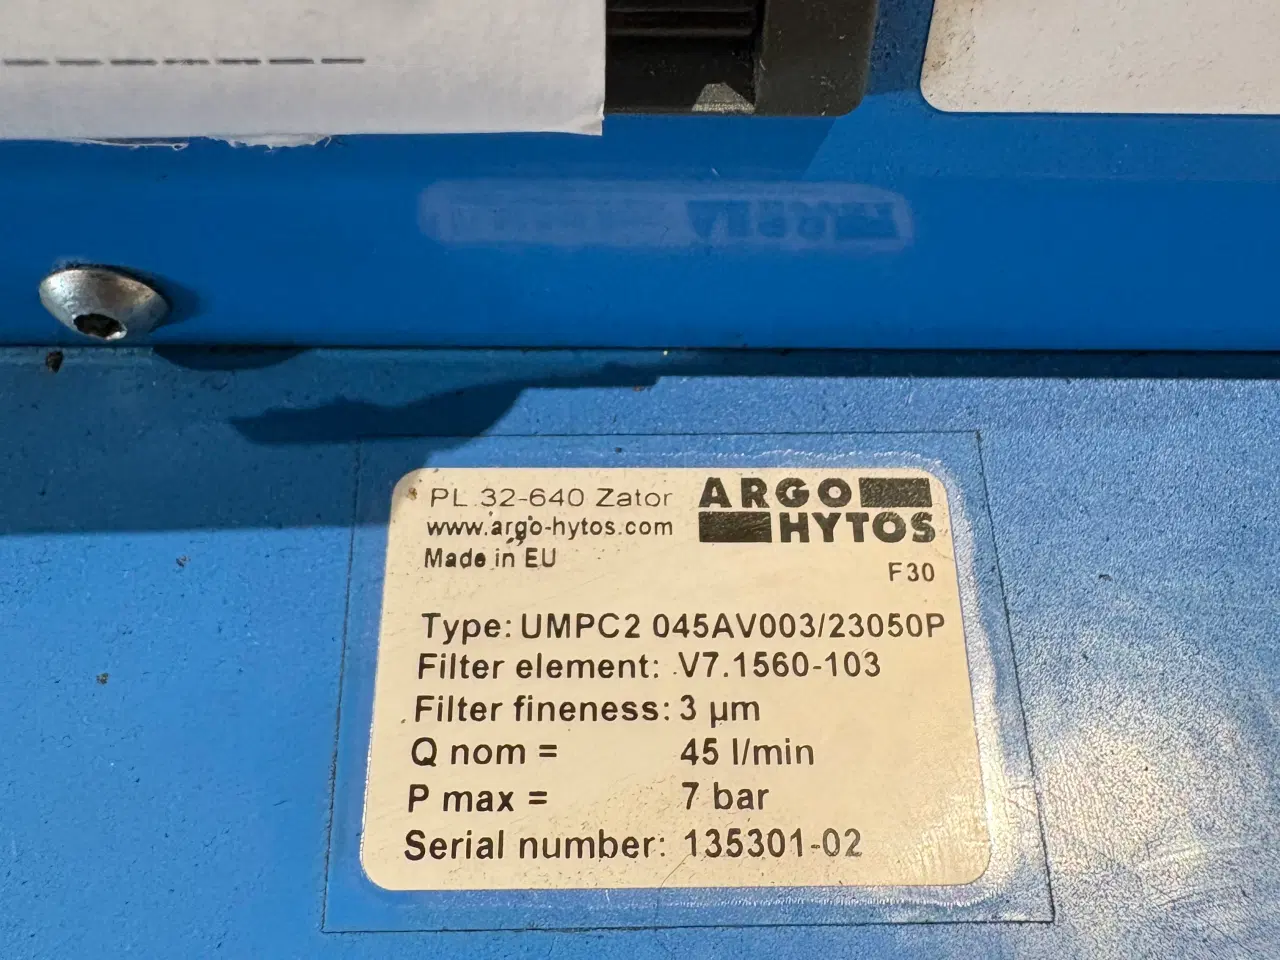 PL 32-640 Zator
www.argo-hytos.com
Made in EU
ARGO
HYTOS
F30
Type: UMPC2 045AV003/23050P
Filter element: V7.1560-103
Filter fineness: 3 µm
Q nom = 45 l/min
P max = 7 bar
Serial number: 135301-02